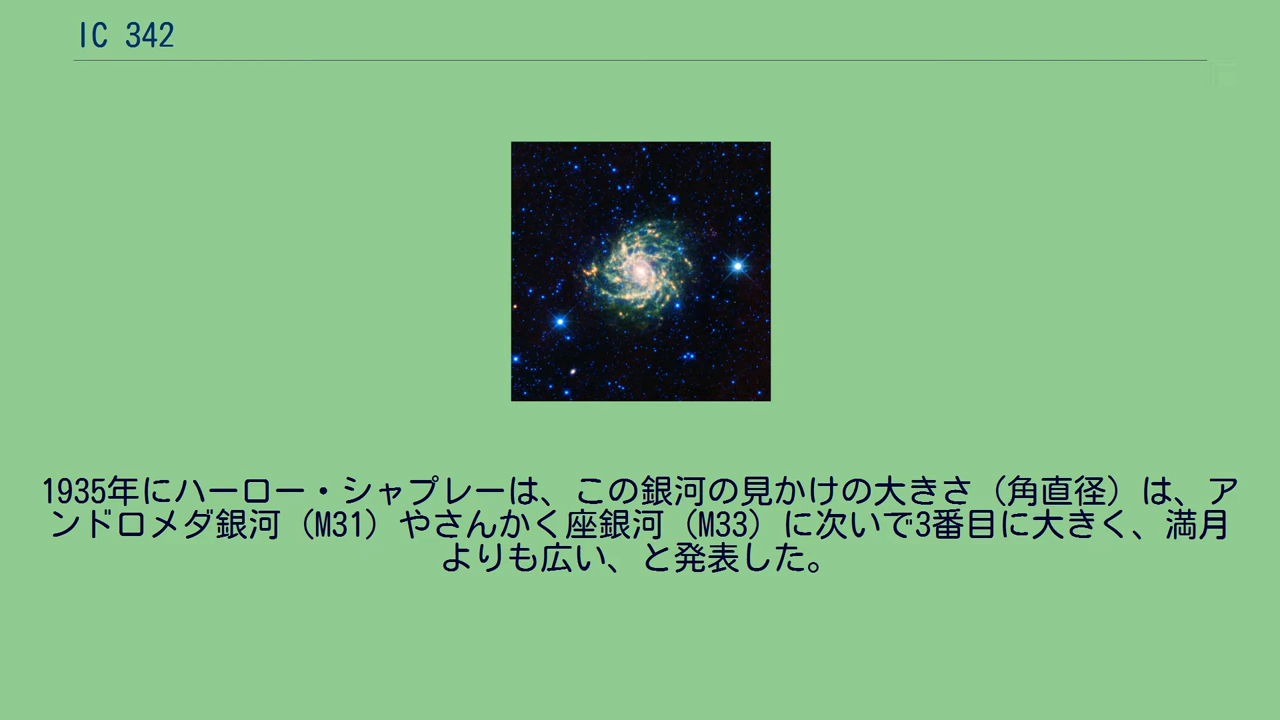 IC 342
1935年にハーロー・シャプレーは、この銀河の見かけの大きさ（角直径）は、ア
ンドロメダ銀河（M31）やさんかく座銀河（M33）に次いで3番目に大きく、満月
よりも広い、と発表した。